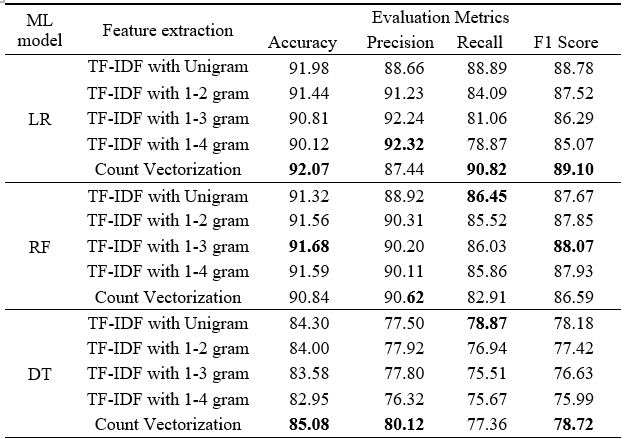 ML model Feature extraction Evaluation Metrics
Accuracy Precision Recall F1 Score
LR
TF-IDF with Unigram 91.98 88.66 88.89 88.78
TF-IDF with 1-2 gram 91.44 91.23 84.09 87.52
TF-IDF with 1-3 gram 90.81 92.24 81.06 86.29
TF-IDF with 1-4 gram 90.12 92.32 78.87 85.07
Count Vectorization 92.07 87.44 90.82 89.10
RF
TF-IDF with Unigram 91.32 88.92 86.45 87.67
TF-IDF with 1-2 gram 91.56 90.31 85.52 87.85
TF-IDF with 1-3 gram 91.68 90.20 86.03 88.07
TF-IDF with 1-4 gram 91.59 90.11 85.86 87.93
Count Vectorization 90.84 90.62 82.91 86.59
DT
TF-IDF with Unigram 84.30 77.50 78.87 78.18
TF-IDF with 1-2 gram 84.00 77.92 76.94 77.42
TF-IDF with 1-3 gram 83.58 77.80 75.51 76.63
TF-IDF with 1-4 gram 82.95 76.32 75.67 75.99
Count Vectorization 85.08 80.12 77.36 78.72